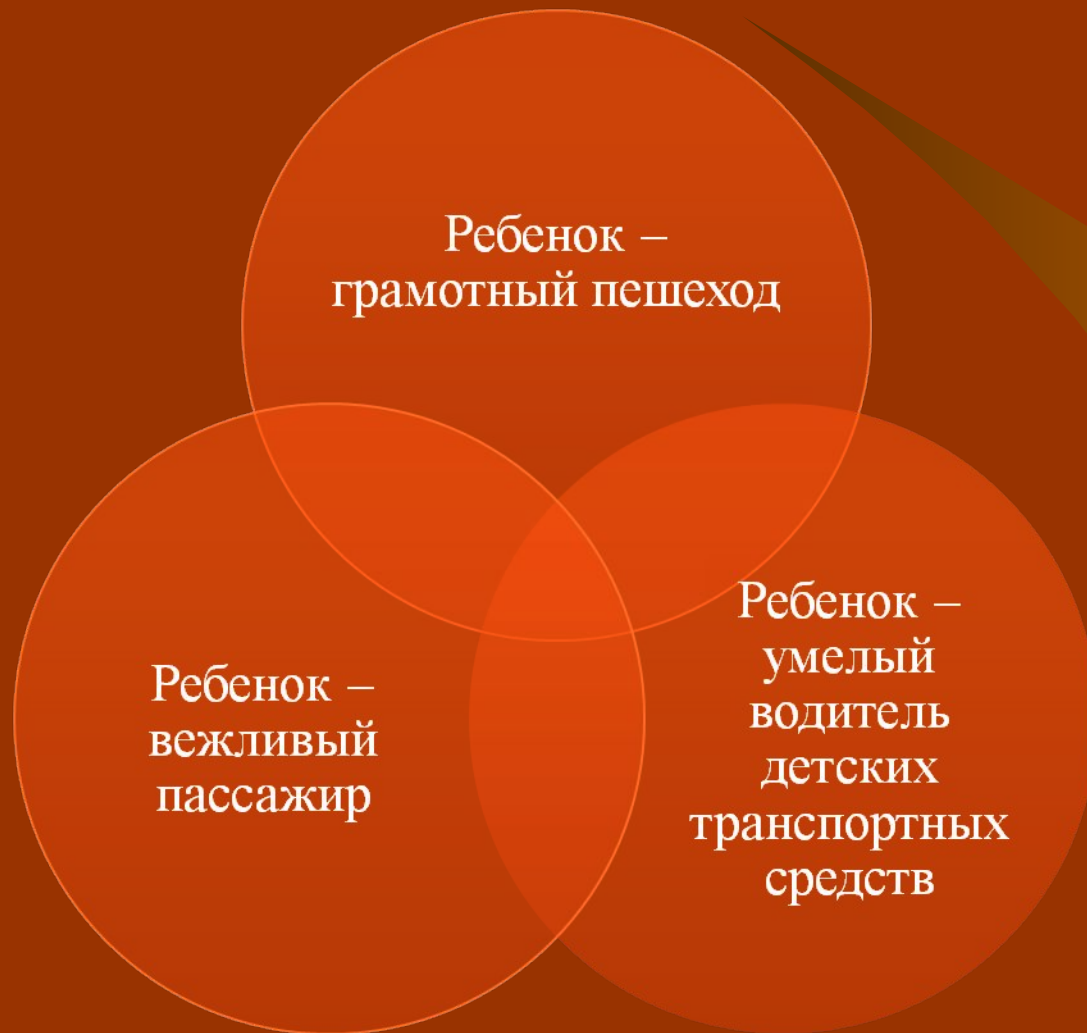 Ребенок –
грамотный пешеход
Ребенок –
вежливый
пассажир
Ребенок –
умелый
водитель
детских
транспортных
средств